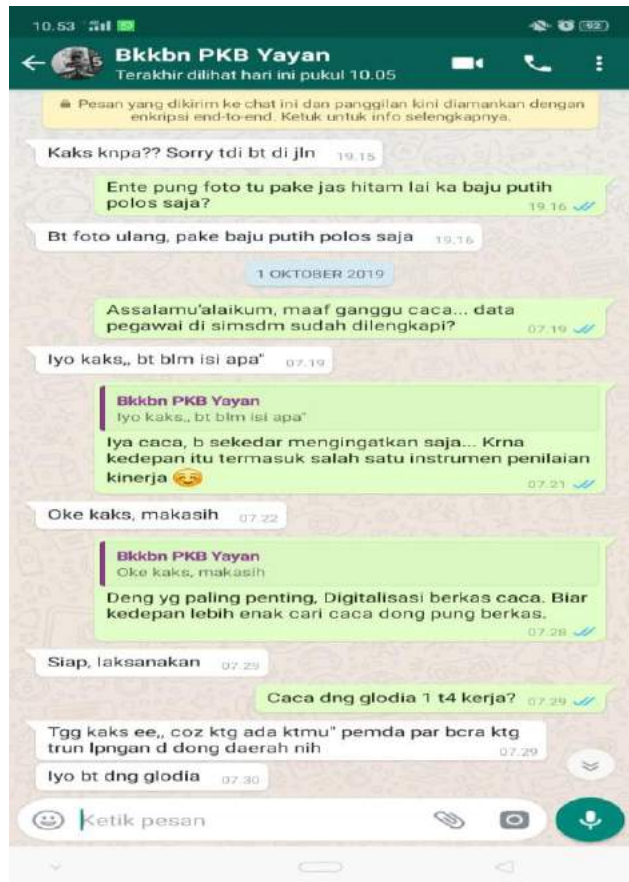 10.53
92
Bkkbn PKB Yayan
Terakhir dilihat hari ini pukul 10.05
Pesan yang dikirim ke chat ini dan panggilan kini diamankan dengan
enkripsi end-to-end. Ketuk untuk info selengkapnya.
Kaks knpa?? Sorry tdi bt di jln 19.15
Ente pung foto tu pake jas hitam lai ka baju putih
polos saja? 19.16
Bt foto ulang, pake baju putih polos saja 19.16
1 OKTOBER 2019
Assalamu'alaikum, maaf ganggu caca... data
pegawai di simsdm sudah dilengkapi? 07.19
Iyo kaks,, bt blm isi apa" 07.19
Bkkbn PKB Yayan
Iyo kaks,, bt blm isi apa"
Iya caca, b sekedar mengingatkan saja... Krna
kedepan itu termasuk salah satu instrumen penilaian
kinerja 😊 07.21
Oke kaks, makasih 07.22
Bkkbn PKB Yayan
Oke kaks, makasih
Deng yg paling penting, Digitalisasi berkas caca. Biar
kedepan lebih enak cari caca dong pung berkas.
07.28
Siap, laksanakan 07.29
Caca dng glodia 1 t4 kerja? 07.29
Tgg kaks ee,, coz ktg ada ktmu" pemda par bcra ktg
trun lpngan d dong daerah nih 07.29
Iyo bt dng glodia 07.30
Ketik pesan